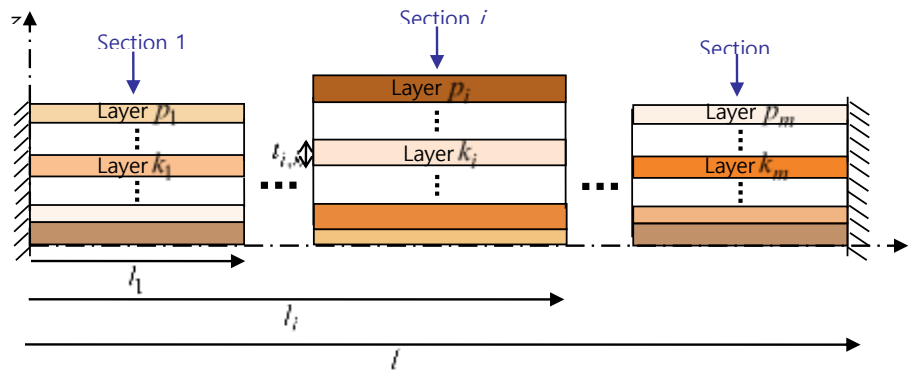 z
Section 1
Section i
Section
Layer p1
Layer k1
Layer pi
Layer ki
Layer pm
Layer km
l1
li
l